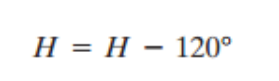 H = H − 120°